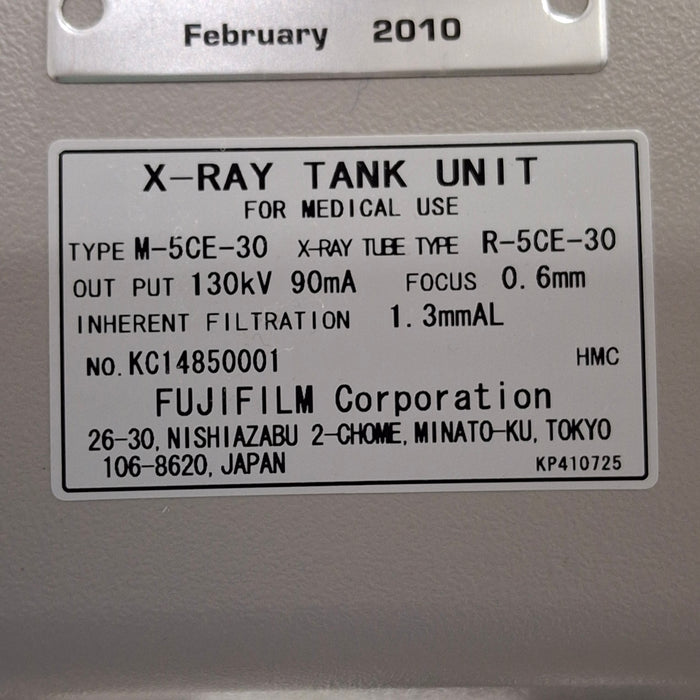 February 2010
X-RAY TANK UNIT
FOR MEDICAL USE
TYPE M-5CE-30 X-RAY TUBE TYPE R-5CE-30
OUT PUT 130kV 90mA FOCUS 0.6mm
INHERENT FILTRATION 1.3mmAL
NO. KC14850001 HMC
FUJIFILM Corporation
26-30, NISHIAZABU 2-CHOME, MINATO-KU, TOKYO
106-8620, JAPAN KP410725